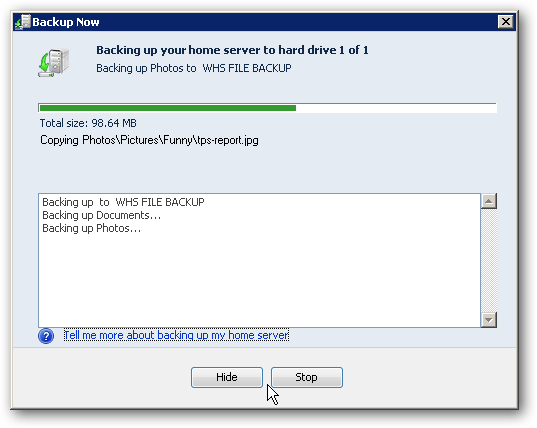 Backup Now
Backing up your home server to hard drive 1 of 1
Backing up Photos to  WHS FILE BACKUP
Total size: 98.64 MB
Copying Photos\Pictures\Funny\tps-report.jpg
Backing up  to  WHS FILE BACKUP
Backing up Documents...
Backing up Photos...
? Tell me more about backing up my home server
Hide Stop